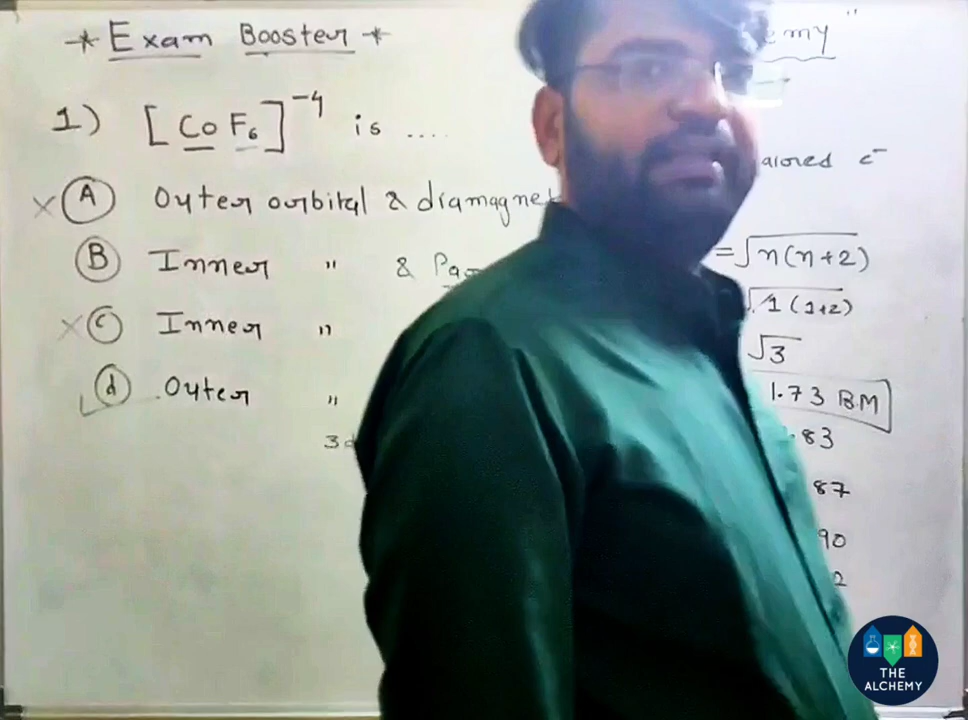 * Exam Booster *
emy"
1) [CoF6]-4 is ....
aired e-
A Outer orbital & diamagnet
= √n(n+2)
B Inner " & Pa
√1(1+2)
C Inner "
√3
d Outer "
1.73 BM
3d
.83
87
90
2
THE
ALCHEMY